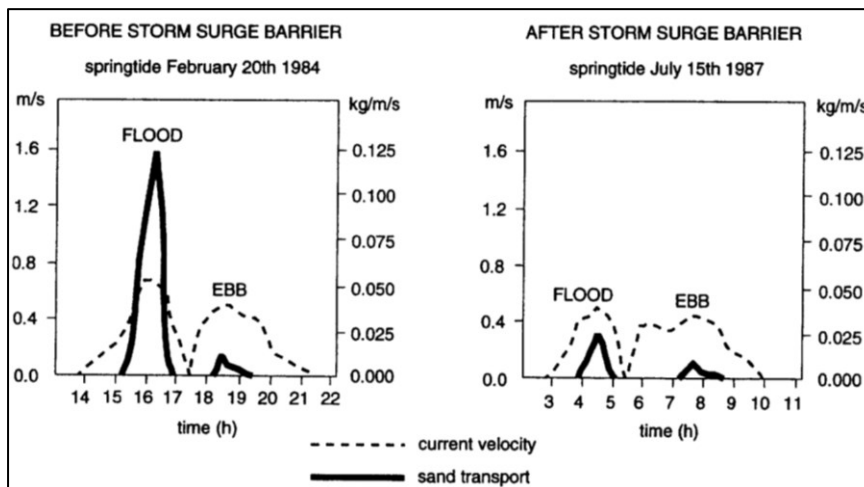 BEFORE STORM SURGE BARRIER
springtide February 20th 1984
m/s
kg/m/s
FLOOD
EBB
1.6
1.2
0.8
0.4
0.0
0.125
0.100
0.075
0.050
0.025
0.000
14 15 16 17 18 19 20 21 22
time (h)
AFTER STORM SURGE BARRIER
springtide July 15th 1987
m/s
kg/m/s
FLOOD
EBB
1.6
1.2
0.8
0.4
0.0
0.125
0.100
0.075
0.050
0.025
0.000
3 4 5 6 7 8 9 10 11
time (h)
current velocity
sand transport